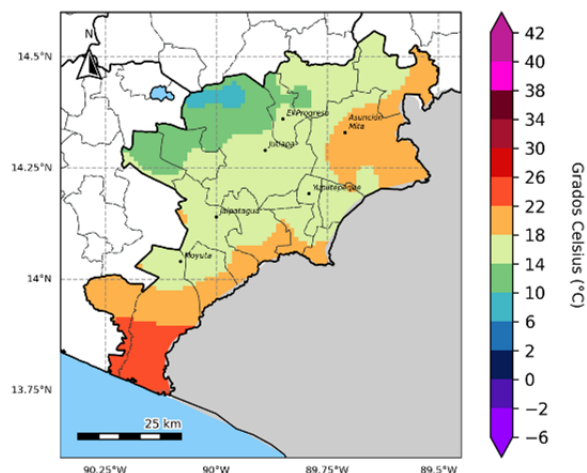 14.5°N
14.25°N
14°N
13.75°N
N
El Progreso
Asunción
Mita
Jutiapa
Yupiltepeque
Jalpatagua
Moyuta
25 km
90.25°W
90°W
89.75°W
89.5°W
42
40
38
34
30
26
22
18
14
10
6
2
0
−2
−6
Grados Celsius (°C)